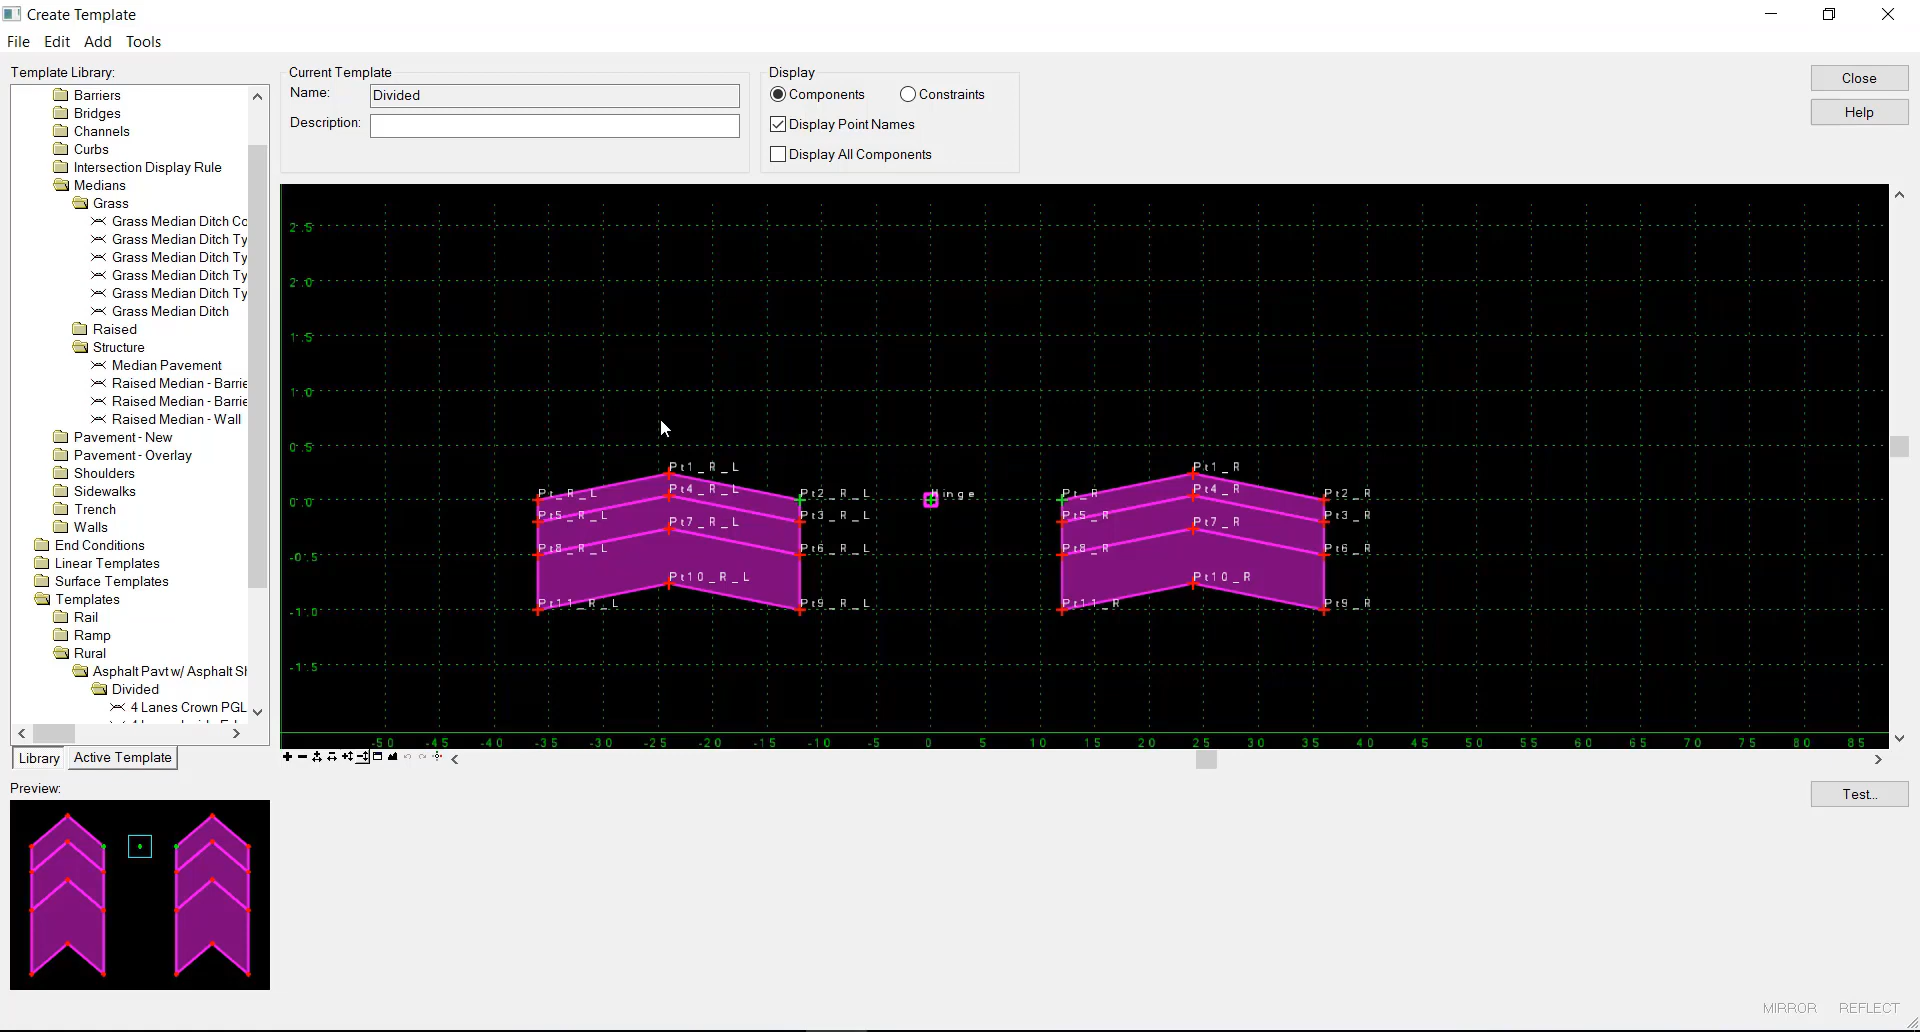 Create Template
File Edit Add Tools
Template Library:
Barriers
Bridges
Channels
Curbs
Intersection Display Rule
Medians
Grass
Grass Median Ditch Co
Grass Median Ditch Ty
Grass Median Ditch Ty
Grass Median Ditch Ty
Grass Median Ditch Ty
Grass Median Ditch
Raised
Structure
Median Pavement
Raised Median - Barrie
Raised Median - Barrie
Raised Median - Wall
Pavement - New
Pavement - Overlay
Shoulders
Sidewalks
Trench
Walls
End Conditions
Linear Templates
Surface Templates
Templates
Rail
Ramp
Rural
Asphalt Pavt w/ Asphalt Sh
Divided
4 Lanes Crown PGL
Library Active Template
Preview:
Current Template
Name: Divided
Description:
Display
Components Constraints
Display Point Names
Display All Components
Close
Help
2.5
2.0
1.5
1.0
0.5
0.0
-0.5
-1.0
-1.5
Pt1_R_L
Pt_R_L Pt4_R_L Pt2_R_L
Pt5_R_L Pt7_R_L Pt3_R_L
Pt8_R_L Pt6_R_L
Pt10_R_L
Pt11_R_L Pt9_R_L
Hinge
Pt1_R
Pt_R Pt4_R Pt2_R
Pt5_R Pt7_R Pt3_R
Pt8_R Pt6_R
Pt10_R
Pt11_R Pt9_R
-50 -45 -40 -35 -30 -25 -20 -15 -10 -5 0 5 10 15 20 25 30 35 40 45 50 55 60 65 70 75 80 85
Test...
MIRROR REFLECT